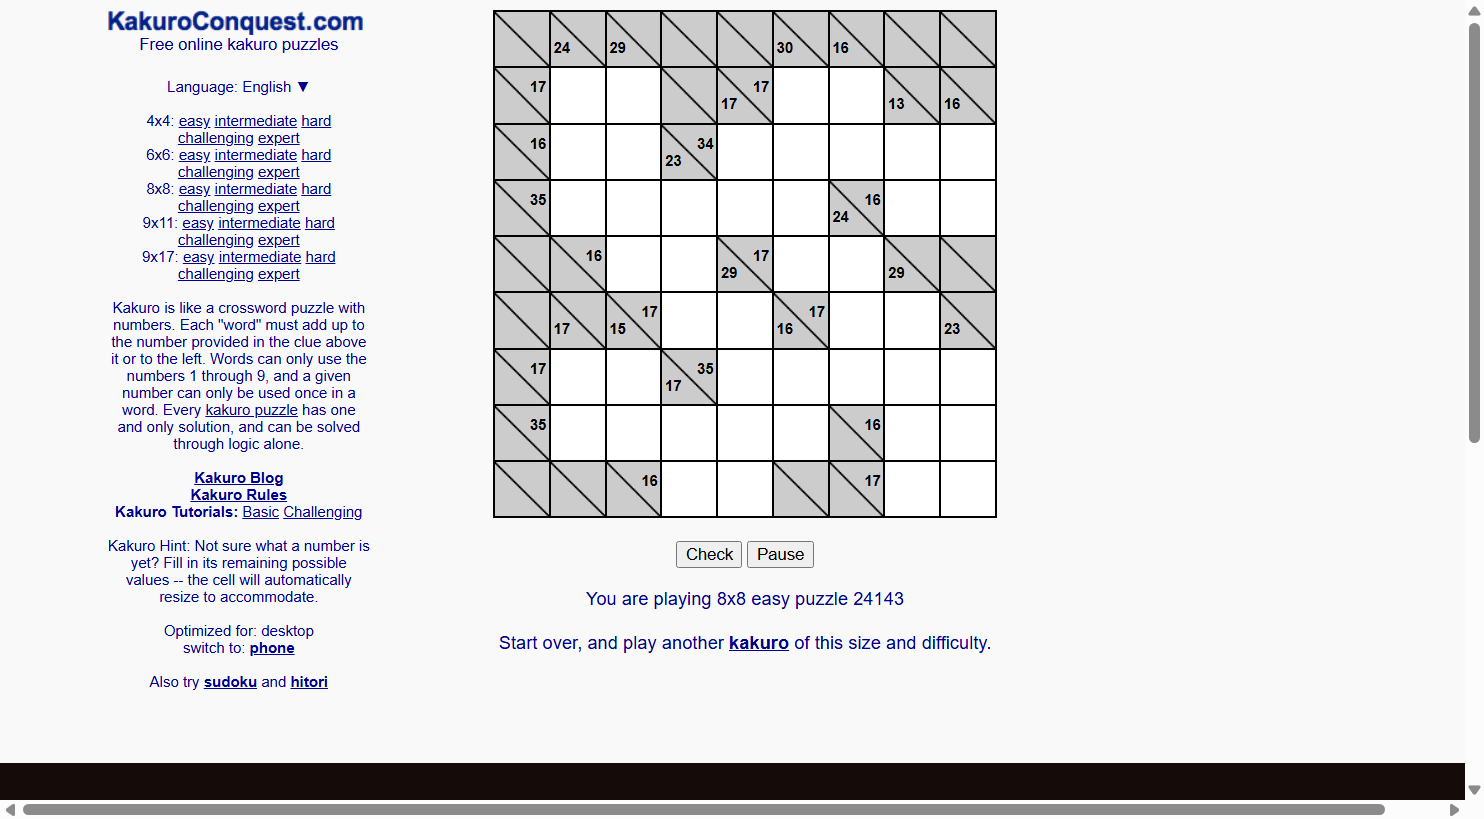 KakuroConquest.com
Free online kakuro puzzles
Language: English ▼
4x4: easy intermediate hard
challenging expert
6x6: easy intermediate hard
challenging expert
8x8: easy intermediate hard
challenging expert
9x11: easy intermediate hard
challenging expert
9x17: easy intermediate hard
challenging expert
Kakuro is like a crossword puzzle with
numbers. Each "word" must add up to
the number provided in the clue above
it or to the left. Words can only use the
numbers 1 through 9, and a given
number can only be used once in a
word. Every kakuro puzzle has one
and only solution, and can be solved
through logic alone.
Kakuro Blog
Kakuro Rules
Kakuro Tutorials: Basic Challenging
Kakuro Hint: Not sure what a number is
yet? Fill in its remaining possible
values -- the cell will automatically
resize to accommodate.
Optimized for: desktop
switch to: phone
Also try sudoku and hitori
24 29 30 16
17 17 17 13 16
16 23 34
35 24 16
16 29 17 29
17 15 17 16 17 23
17 17 35
35 16
16 17
Check Pause
You are playing 8x8 easy puzzle 24143
Start over, and play another kakuro of this size and difficulty.